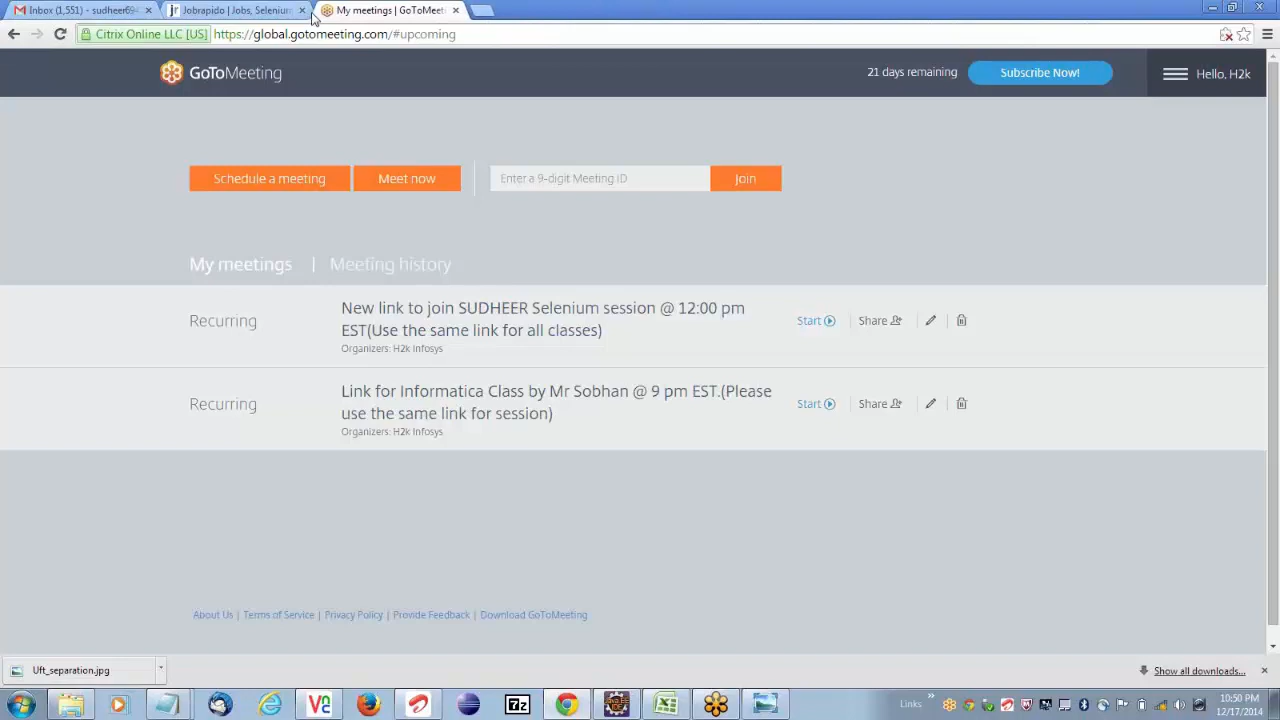 Inbox (1,551) - sudheer694
Jobrapido | Jobs, Selenium
My meetings | GoToMeeti
Citrix Online LLC [US] https://global.gotomeeting.com/#upcoming
GoToMeeting
21 days remaining
Subscribe Now!
Hello, H2k
Schedule a meeting
Meet now
Enter a 9-digit Meeting ID
Join
My meetings | Meeting history
Recurring
New link to join SUDHEER Selenium session @ 12:00 pm
EST(Use the same link for all classes)
Organizers: H2k Infosys
Start
Share
Recurring
Link for Informatica Class by Mr Sobhan @ 9 pm EST.(Please
use the same link for session)
Organizers: H2k Infosys
Start
Share
About Us | Terms of Service | Privacy Policy | Provide Feedback | Download GoToMeeting
Uft_separation.jpg
Show all downloads...
Links
10:50 PM
12/17/2014